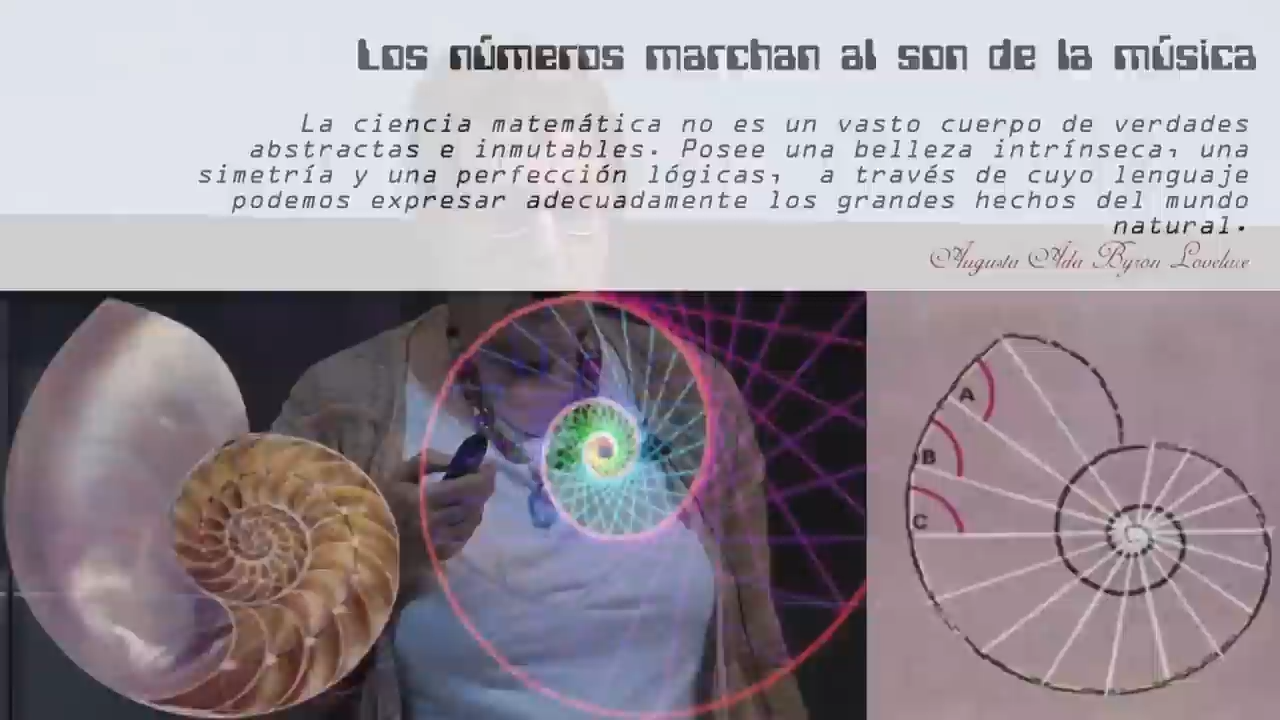 Los números marchan al son de la música
La ciencia matemática no es un vasto cuerpo de verdades
abstractas e inmutables. Posee una belleza intrínseca, una
simetría y una perfección lógicas, a través de cuyo lenguaje
podemos expresar adecuadamente los grandes hechos del mundo
natural.
Augusta Ada Byron Lovelace
A
B
C